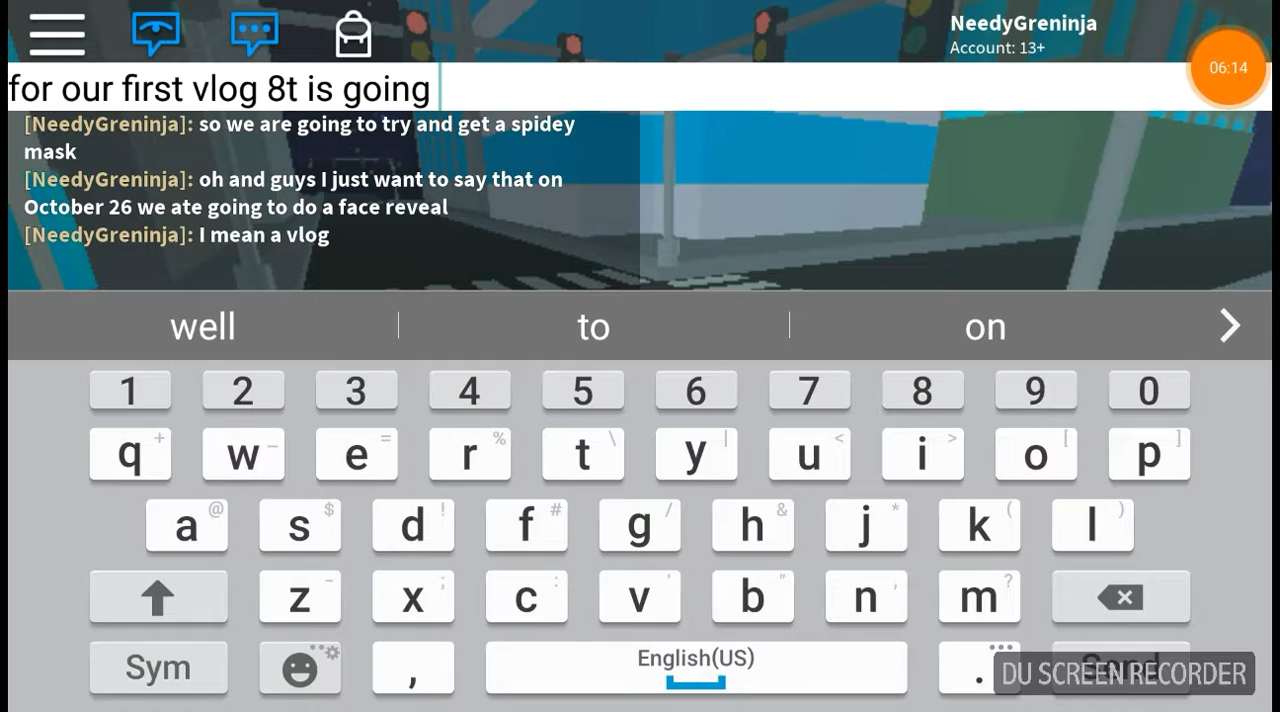 NeedyGreninja
Account: 13+
06:14
for our first vlog 8t is going
[NeedyGreninja]: so we are going to try and get a spidey
mask
[NeedyGreninja]: oh and guys I just want to say that on
October 26 we ate going to do a face reveal
[NeedyGreninja]: I mean a vlog
well to on
1 2 3 4 5 6 7 8 9 0
q + w _ e = r % t \ y | u < i > o [ p ]
a @ s $ d ! f # g / h & j * k ( l )
z - x ; c : v ' b " n , m ?
Sym , English(US) . Send
DU SCREEN RECORDER